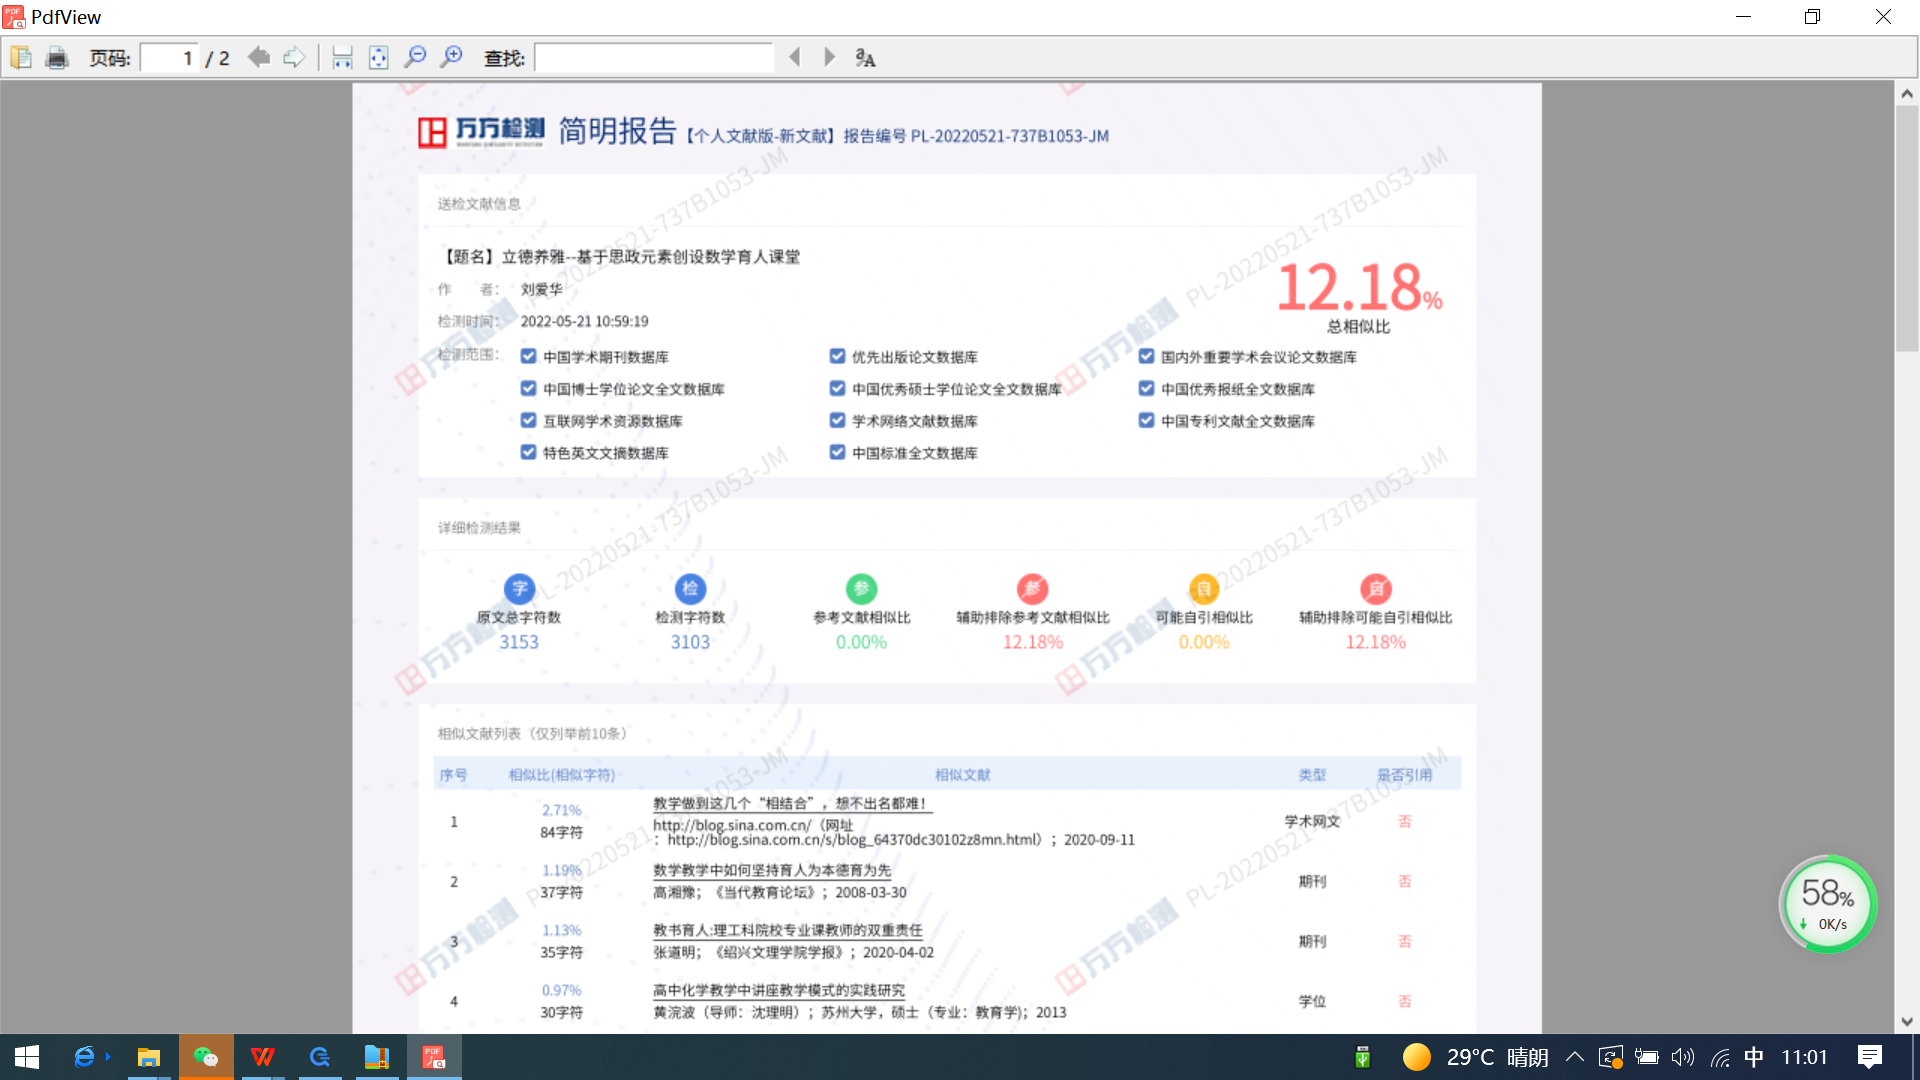 PdfView
页码: 1 / 2 查找:
万方检测 简明报告【个人文献版-新文献】报告编号 PL-20220521-737B1053-JM
送检文献信息
【题名】立德养雅--基于思政元素创设数学育人课堂
作 者: 刘爱华
检测时间: 2022-05-21 10:59:19
12.18%
总相似比
检测范围: 中国学术期刊数据库 优先出版论文数据库 国内外重要学术会议论文数据库
中国博士学位论文全文数据库 中国优秀硕士学位论文全文数据库 中国优秀报纸全文数据库
互联网学术资源数据库 学术网络文献数据库 中国专利文献全文数据库
特色英文文摘数据库 中国标准全文数据库
详细检测结果
字 检 参 参 自 自
原文总字符数 检测字符数 参考文献相似比 辅助排除参考文献相似比 可能自引相似比 辅助排除可能自引相似比
3153 3103 0.00% 12.18% 0.00% 12.18%
相似文献列表（仅列举前10条）
序号 相似比(相似字符) 相似文献 类型 是否引用
1 2.71% 84字符 教学做到这几个“相结合”，想不出名都难！ 学术网文 否
http://blog.sina.com.cn/（网址
：http://blog.sina.com.cn/s/blog_64370dc30102z8mn.html）；2020-09-11
2 1.19% 37字符 数学教学中如何坚持育人为本德育为先 期刊 否
高湘豫；《当代教育论坛》；2008-03-30
3 1.13% 35字符 教书育人:理工科院校专业课教师的双重责任 期刊 否
张道明；《绍兴文理学院学报》；2020-04-02
4 0.97% 30字符 高中化学教学中讲座教学模式的实践研究 学位 否
黄浣波（导师：沈理明）；苏州大学，硕士（专业：教育学)；2013
58%
0K/s
29°C 晴朗 中 11:01